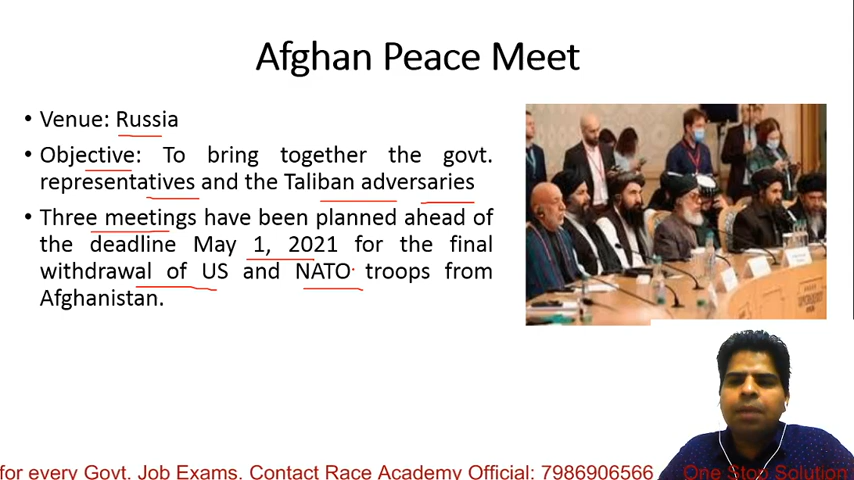 Afghan Peace Meet
• Venue: Russia
• Objective: To bring together the govt.
representatives and the Taliban adversaries
• Three meetings have been planned ahead of
the deadline May 1, 2021 for the final
withdrawal of US and NATO troops from
Afghanistan.
for every Govt. Job Exams. Contact Race Academy Official: 7986906566 One Stop Solution